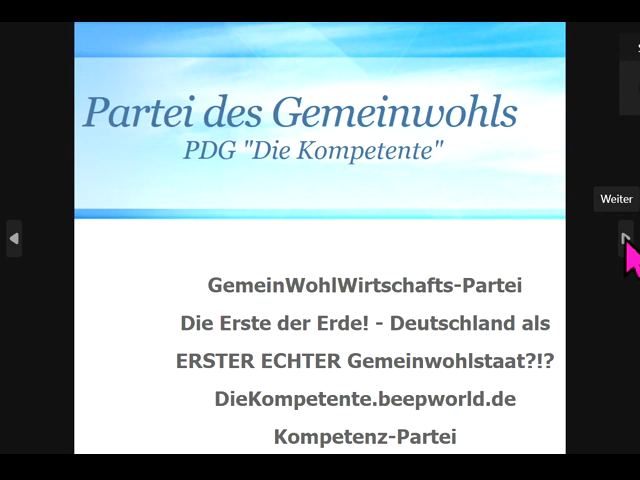 Partei des Gemeinwohls
PDG "Die Kompetente"
Weiter
GemeinWohlWirtschafts-Partei
Die Erste der Erde! - Deutschland als
ERSTER ECHTER Gemeinwohlstaat?!?
DieKompetente.beepworld.de
Kompetenz-Partei